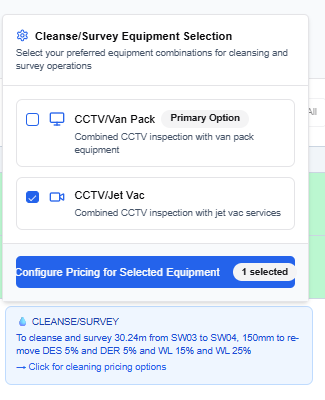 Cleanse/Survey Equipment Selection
Select your preferred equipment combinations for cleansing and
survey operations
CCTV/Van Pack Primary Option
Combined CCTV inspection with van pack
equipment
All
CCTV/Jet Vac
Combined CCTV inspection with jet vac services
Configure Pricing for Selected Equipment 1 selected
CLEANSE/SURVEY
To cleanse and survey 30.24m from SW03 to SW04, 150mm to re-
move DES 5% and DER 5% and WL 15% and WL 25%
→ Click for cleaning pricing options